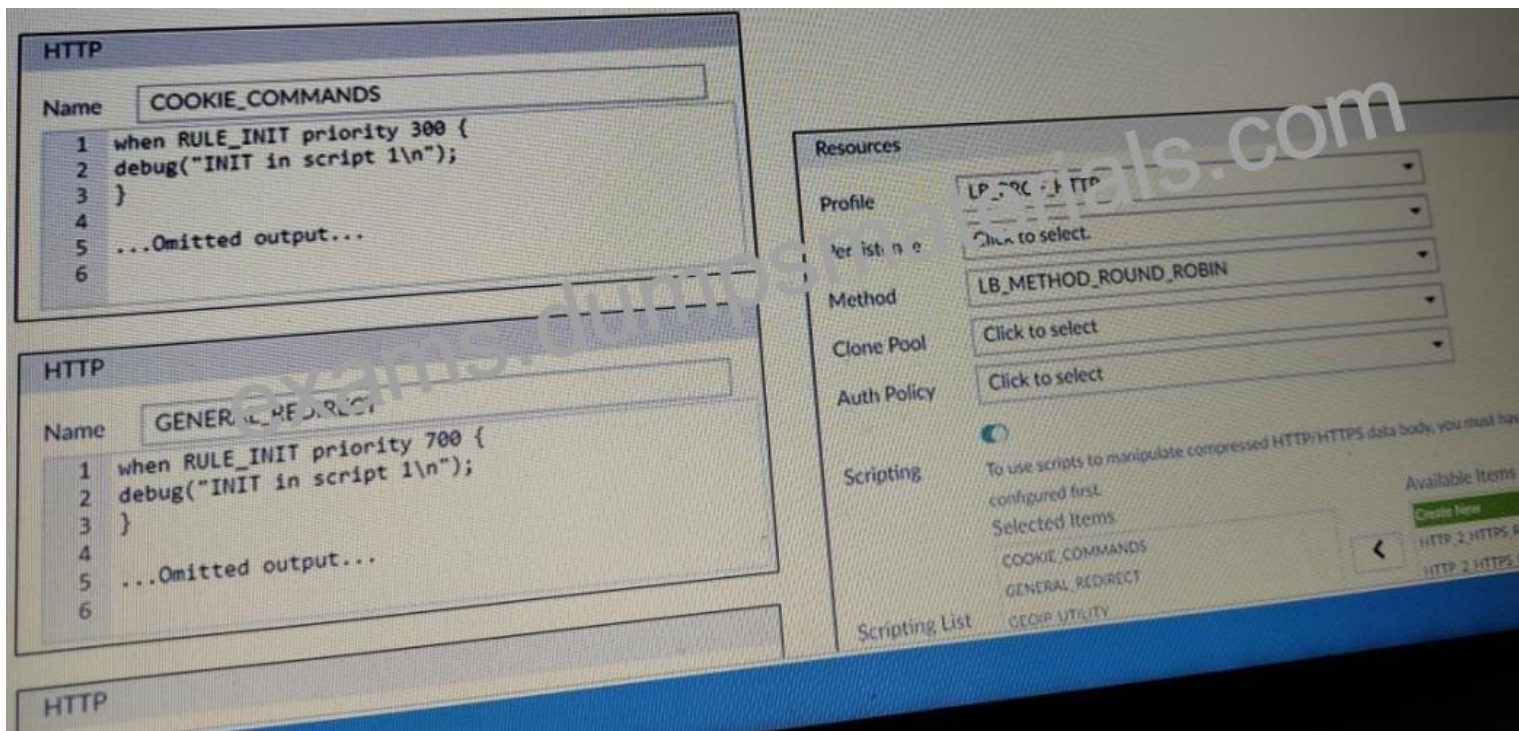 HTTP
Name COOKIE_COMMANDS
1 when RULE_INIT priority 300 {
2 debug("INIT in script 1\n");
3 }
4
5 ...Omitted output...
6
HTTP
Name
1 when RULE_INIT priority 700 {
2 debug("INIT in script 1\n");
3 }
4
5 ...Omitted output...
6
HTTP
Resources
Profile
to select.
Method LB_METHOD_ROUND_ROBIN
Clone Pool Click to select
Auth Policy Click to select
Scripting
To use scripts to manipulate compressed HTTP/HTTPS data body, you must
configured first.
Selected Items
COOKIE_COMMANDS
GENERAL_REDIRECT
GEOIP_UTILITY
Scripting List
Available Items
Create New
HTTP_2_HTTPS
HTTP_2_HTTPS
exams.dumpsmaterials.com